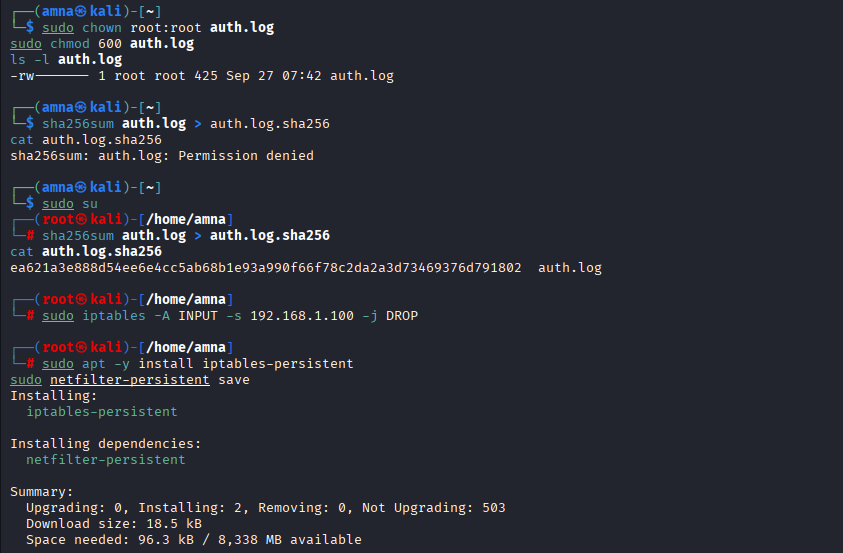 ┌──(amna㉿kali)-[~]
└─$ sudo chown root:root auth.log
sudo chmod 600 auth.log
ls -l auth.log
-rw------- 1 root root 425 Sep 27 07:42 auth.log
┌──(amna㉿kali)-[~]
└─$ sha256sum auth.log > auth.log.sha256
cat auth.log.sha256
sha256sum: auth.log: Permission denied
┌──(amna㉿kali)-[~]
└─$ sudo su
┌──(root㉿kali)-[/home/amna]
└─# sha256sum auth.log > auth.log.sha256
cat auth.log.sha256
ea621a3e888d54ee6e4cc5ab68b1e93a990f66f78c2da2a3d73469376d791802  auth.log
┌──(root㉿kali)-[/home/amna]
└─# sudo iptables -A INPUT -s 192.168.1.100 -j DROP
┌──(root㉿kali)-[/home/amna]
└─# sudo apt -y install iptables-persistent
sudo netfilter-persistent save
Installing:
  iptables-persistent
Installing dependencies:
  netfilter-persistent
Summary:
  Upgrading: 0, Installing: 2, Removing: 0, Not Upgrading: 503
  Download size: 18.5 kB
  Space needed: 96.3 kB / 8,338 MB available